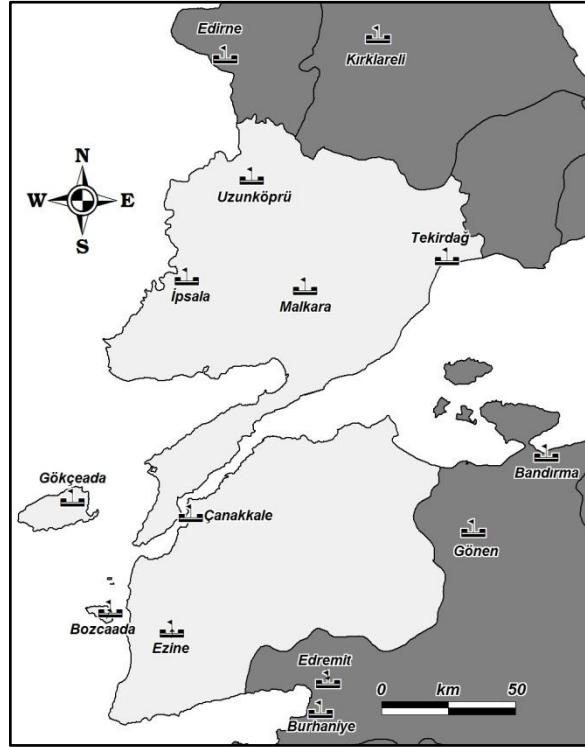 Edirne
Kırklareli
N
W E
S
Uzunköprü
Tekirdağ
İpsala
Malkara
Gökçeada
Çanakkale
Bandırma
Gönen
Bozcaada
Ezine
Edremit
0 km 50
Burhaniye